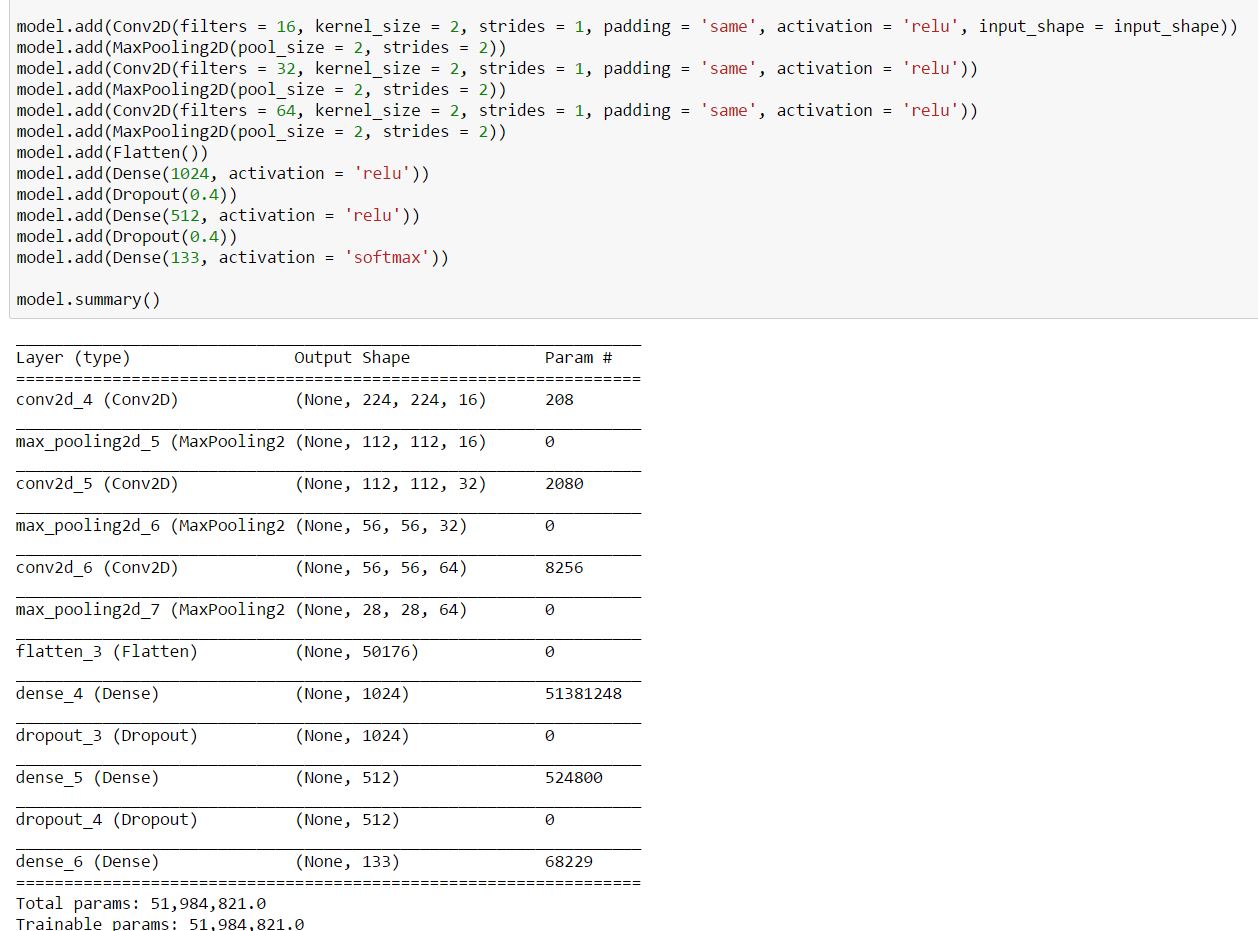 model.add(Conv2D(filters = 16, kernel_size = 2, strides = 1, padding = 'same', activation = 'relu', input_shape = input_shape))
model.add(MaxPooling2D(pool_size = 2, strides = 2))
model.add(Conv2D(filters = 32, kernel_size = 2, strides = 1, padding = 'same', activation = 'relu'))
model.add(MaxPooling2D(pool_size = 2, strides = 2))
model.add(Conv2D(filters = 64, kernel_size = 2, strides = 1, padding = 'same', activation = 'relu'))
model.add(MaxPooling2D(pool_size = 2, strides = 2))
model.add(Flatten())
model.add(Dense(1024, activation = 'relu'))
model.add(Dropout(0.4))
model.add(Dense(512, activation = 'relu'))
model.add(Dropout(0.4))
model.add(Dense(133, activation = 'softmax'))
model.summary()
_________________________________________________________________
Layer (type)                 Output Shape              Param #
=================================================================
conv2d_4 (Conv2D)            (None, 224, 224, 16)      208
_________________________________________________________________
max_pooling2d_5 (MaxPooling2 (None, 112, 112, 16)      0
_________________________________________________________________
conv2d_5 (Conv2D)            (None, 112, 112, 32)      2080
_________________________________________________________________
max_pooling2d_6 (MaxPooling2 (None, 56, 56, 32)        0
_________________________________________________________________
conv2d_6 (Conv2D)            (None, 56, 56, 64)        8256
_________________________________________________________________
max_pooling2d_7 (MaxPooling2 (None, 28, 28, 64)        0
_________________________________________________________________
flatten_3 (Flatten)          (None, 50176)             0
_________________________________________________________________
dense_4 (Dense)              (None, 1024)              51381248
_________________________________________________________________
dropout_3 (Dropout)          (None, 1024)              0
_________________________________________________________________
dense_5 (Dense)              (None, 512)               524800
_________________________________________________________________
dropout_4 (Dropout)          (None, 512)               0
_________________________________________________________________
dense_6 (Dense)              (None, 133)               68229
=================================================================
Total params: 51,984,821.0
Trainable params: 51,984,821.0